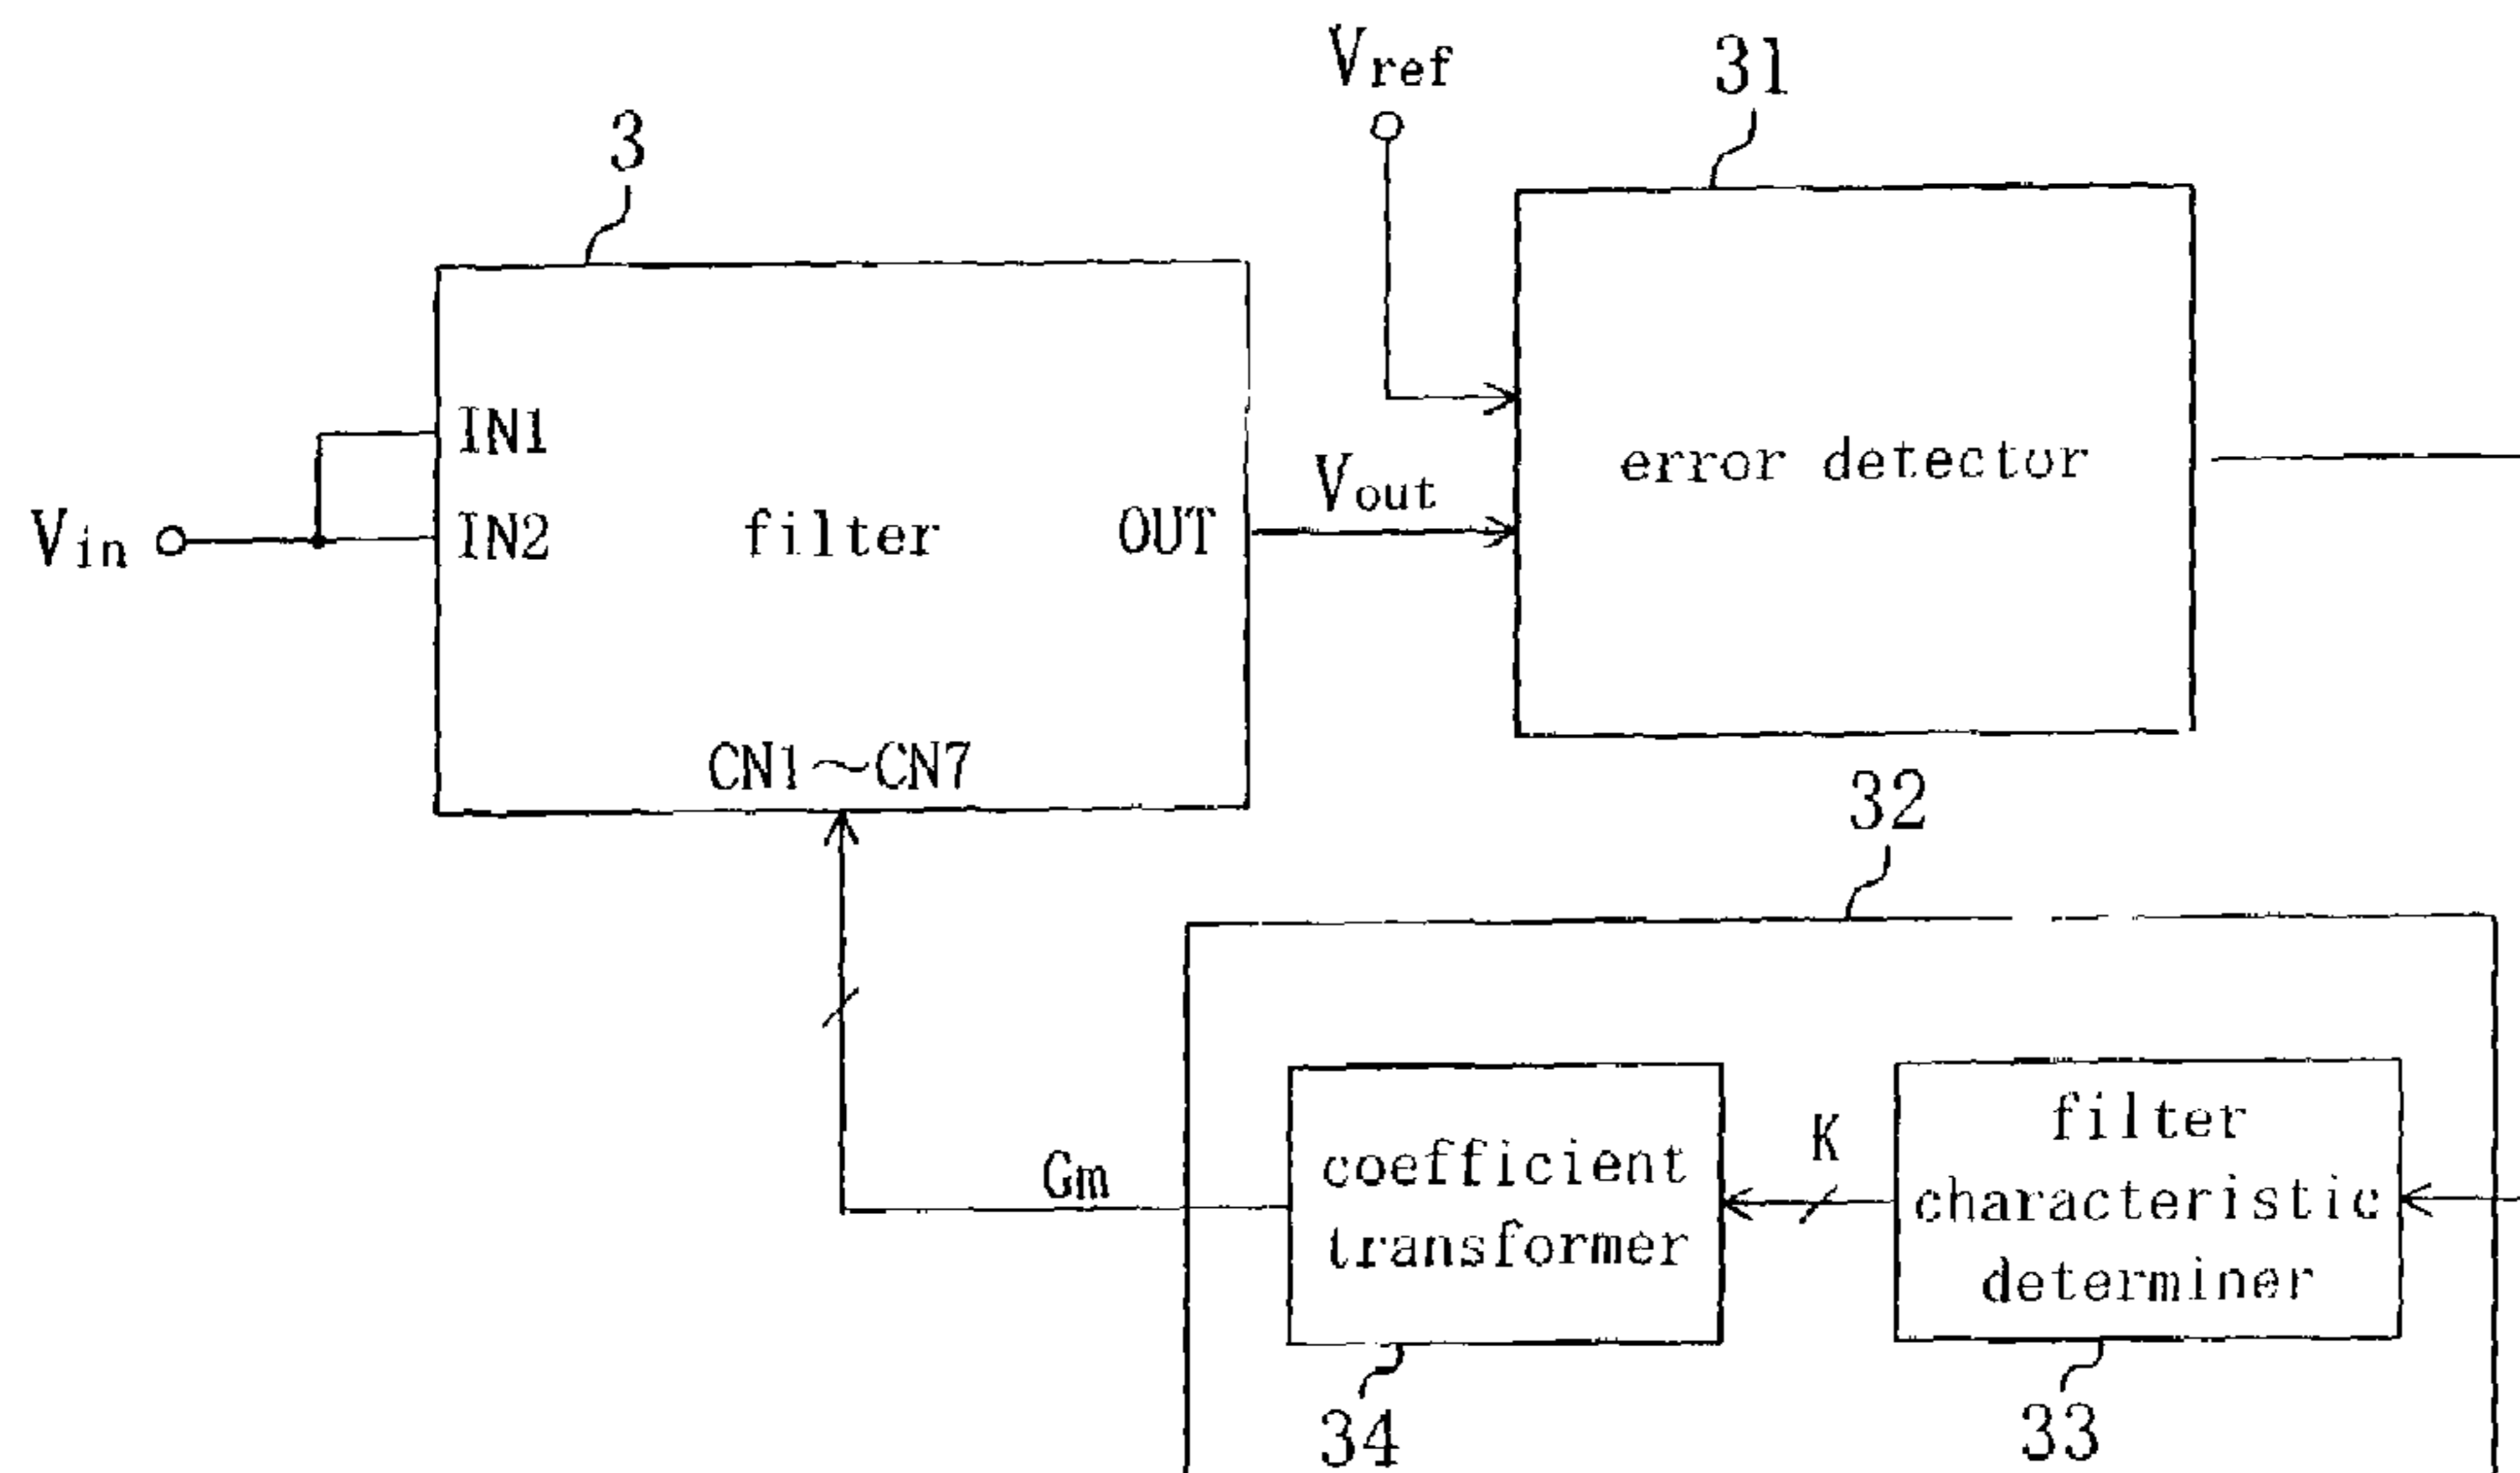 Vref
31
3
IN1
error detector
Vout
Vin
IN2
filter
OUT
CN1~CN7
32
filter
characteristic
determiner
K
coefficient
transformer
Gm
34
33